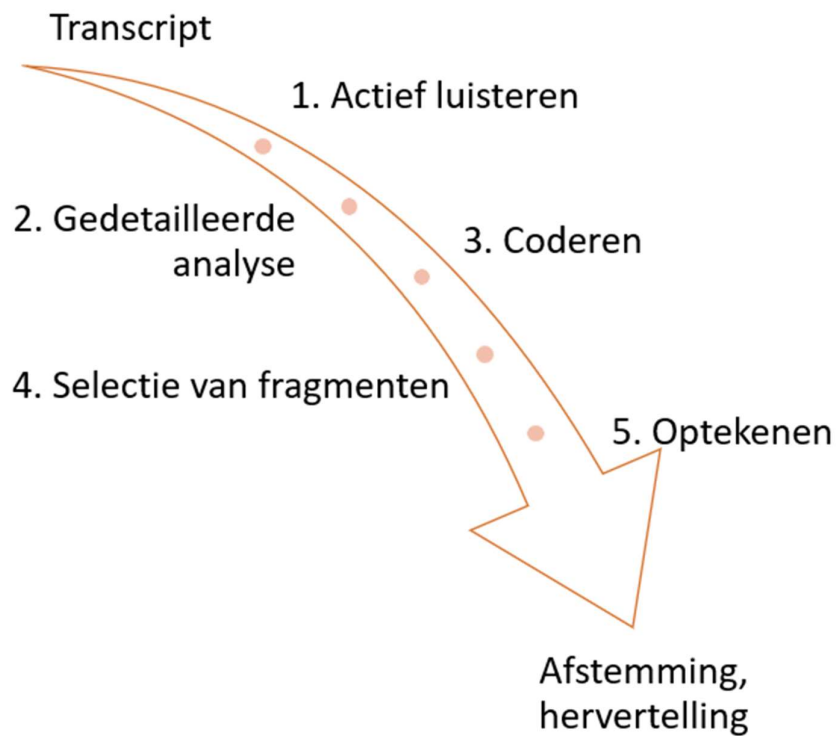 Transcript
1. Actief luisteren
2. Gedetailleerde
analyse
3. Coderen
4. Selectie van fragmenten
5. Optekenen
Afstemming,
hervertelling